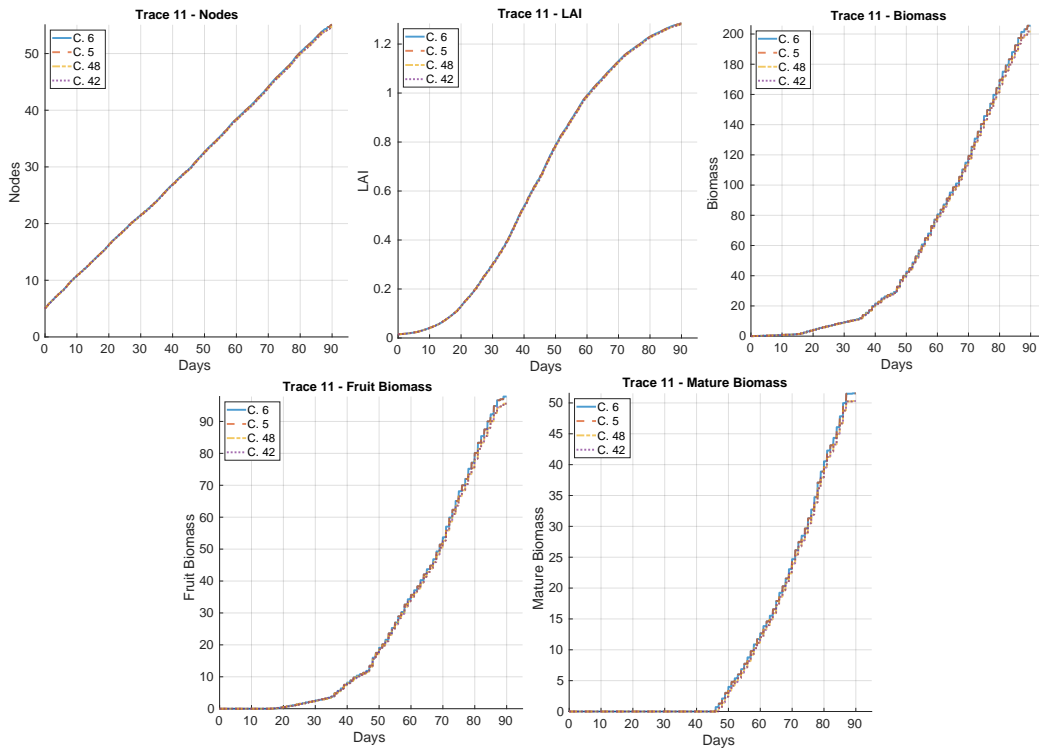 Trace 11 - Nodes
C. 6
C. 5
C. 48
C. 42
50
40
30
20
10
0
Nodes
0 10 20 30 40 50 60 70 80 90
Days
Trace 11 - LAI
C. 6
C. 5
C. 48
C. 42
1.2
1
0.8
0.6
0.4
0.2
0
LAI
0 10 20 30 40 50 60 70 80 90
Days
Trace 11 - Biomass
C. 6
C. 5
C. 48
C. 42
200
180
160
140
120
100
80
60
40
20
0
Biomass
0 10 20 30 40 50 60 70 80 90
Days
Trace 11 - Fruit Biomass
C. 6
C. 5
C. 48
C. 42
90
80
70
60
50
40
30
20
10
0
Fruit Biomass
0 10 20 30 40 50 60 70 80 90
Days
Trace 11 - Mature Biomass
C. 6
C. 5
C. 48
C. 42
50
45
40
35
30
25
20
15
10
5
0
Mature Biomass
0 10 20 30 40 50 60 70 80 90
Days